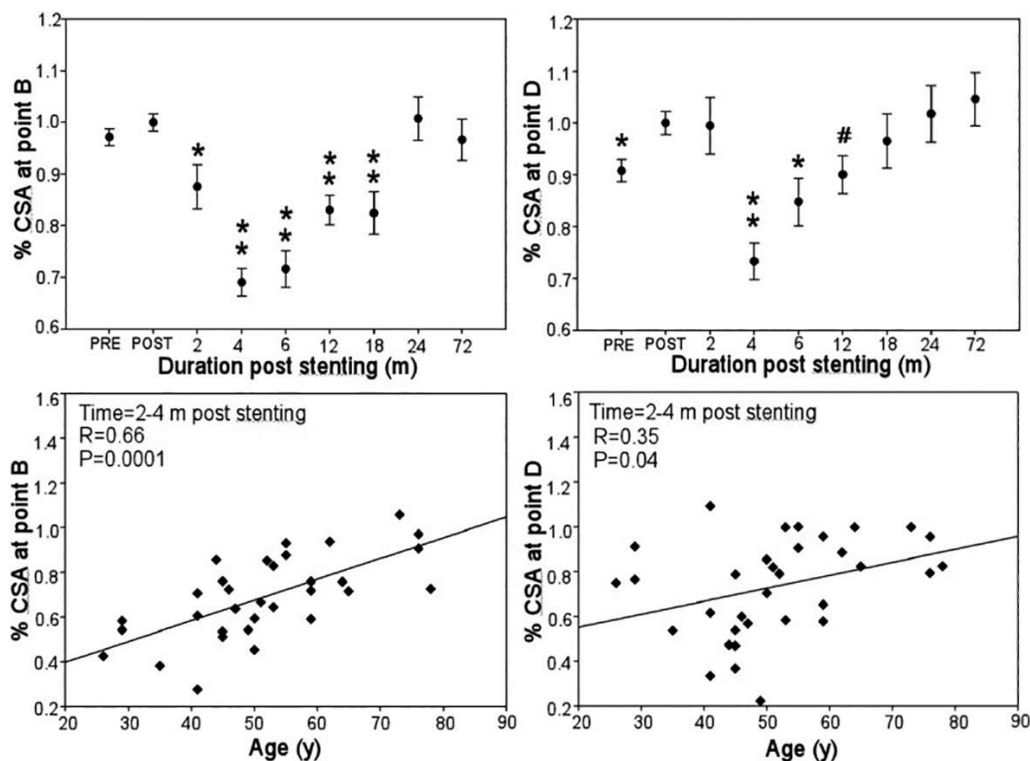 % CSA at point B
1.2
1.1
1.0
0.9
0.8
0.7
0.6
*
*
*
*
*
*
*
*
*
PRE POST 2 4 6 12 18 24 72
Duration post stenting (m)
% CSA at point D
1.2
1.1
1.0
0.9
0.8
0.7
0.6
*
*
*
*
#
PRE POST 2 4 6 12 18 24 72
Duration post stenting (m)
% CSA at point B
1.6
1.4
1.2
1.0
0.8
0.6
0.4
0.2
Time=2-4 m post stenting
R=0.66
P=0.0001
20 30 40 50 60 70 80 90
Age (y)
% CSA at point D
1.6
1.4
1.2
1.0
0.8
0.6
0.4
0.2
Time=2-4 m post stenting
R=0.35
P=0.04
20 30 40 50 60 70 80 90
Age (y)